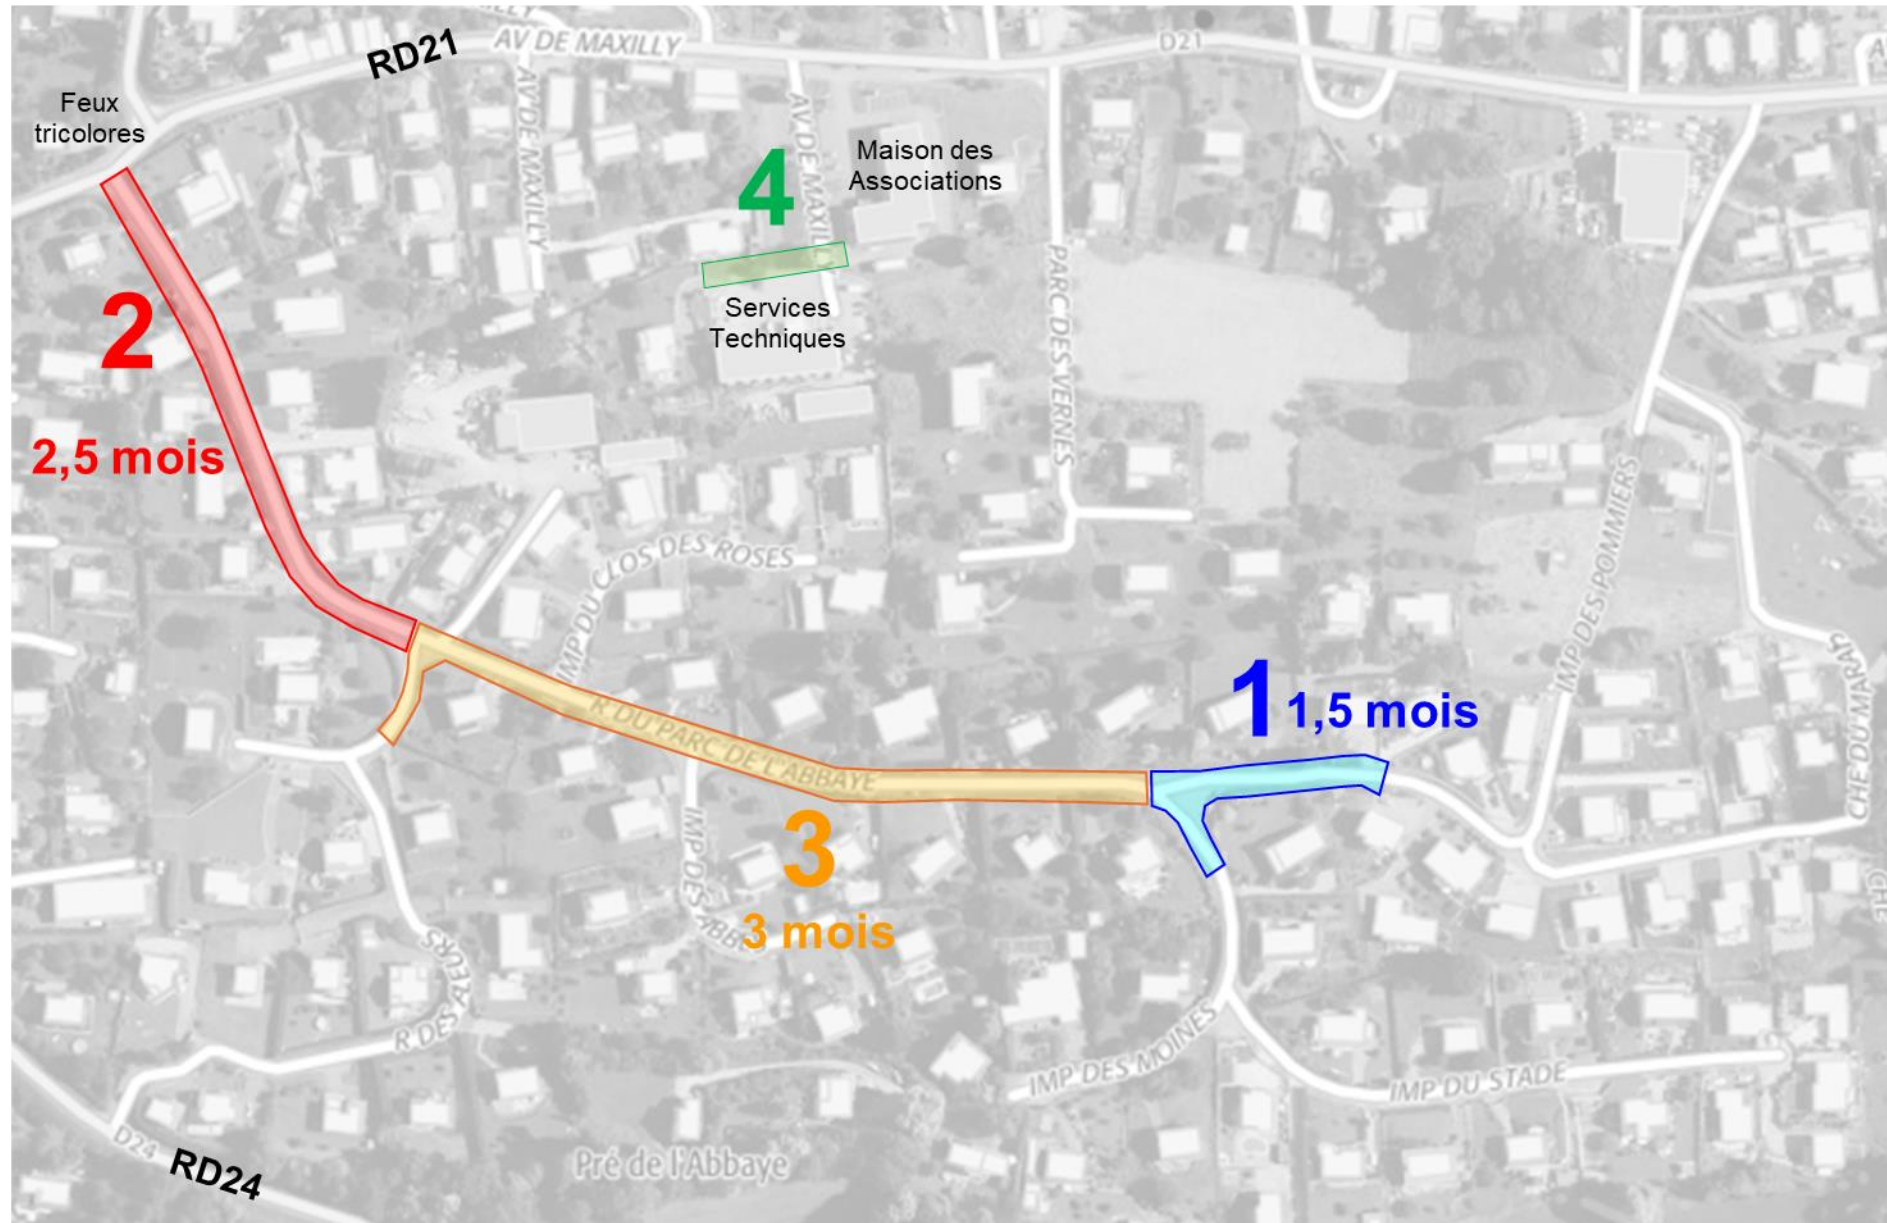 RD21
AV DE MAXILLY
D21
Feux
tricolores
AV DE MAXILLY
AV DE MAXILLY
4
Maison des
Associations
Services
Techniques
2
2,5 mois
PARC DES VERNES
IMP DU CLOS DES ROSES
IMP DES POMMIERS
CHE DU MARAIS
1 1,5 mois
R DU PARC DE L'ABBAYE
3
3 mois
R DES FLEURS
IMP DES MOINES
IMP DU STADE
Pré de l'Abbaye
D24
RD24